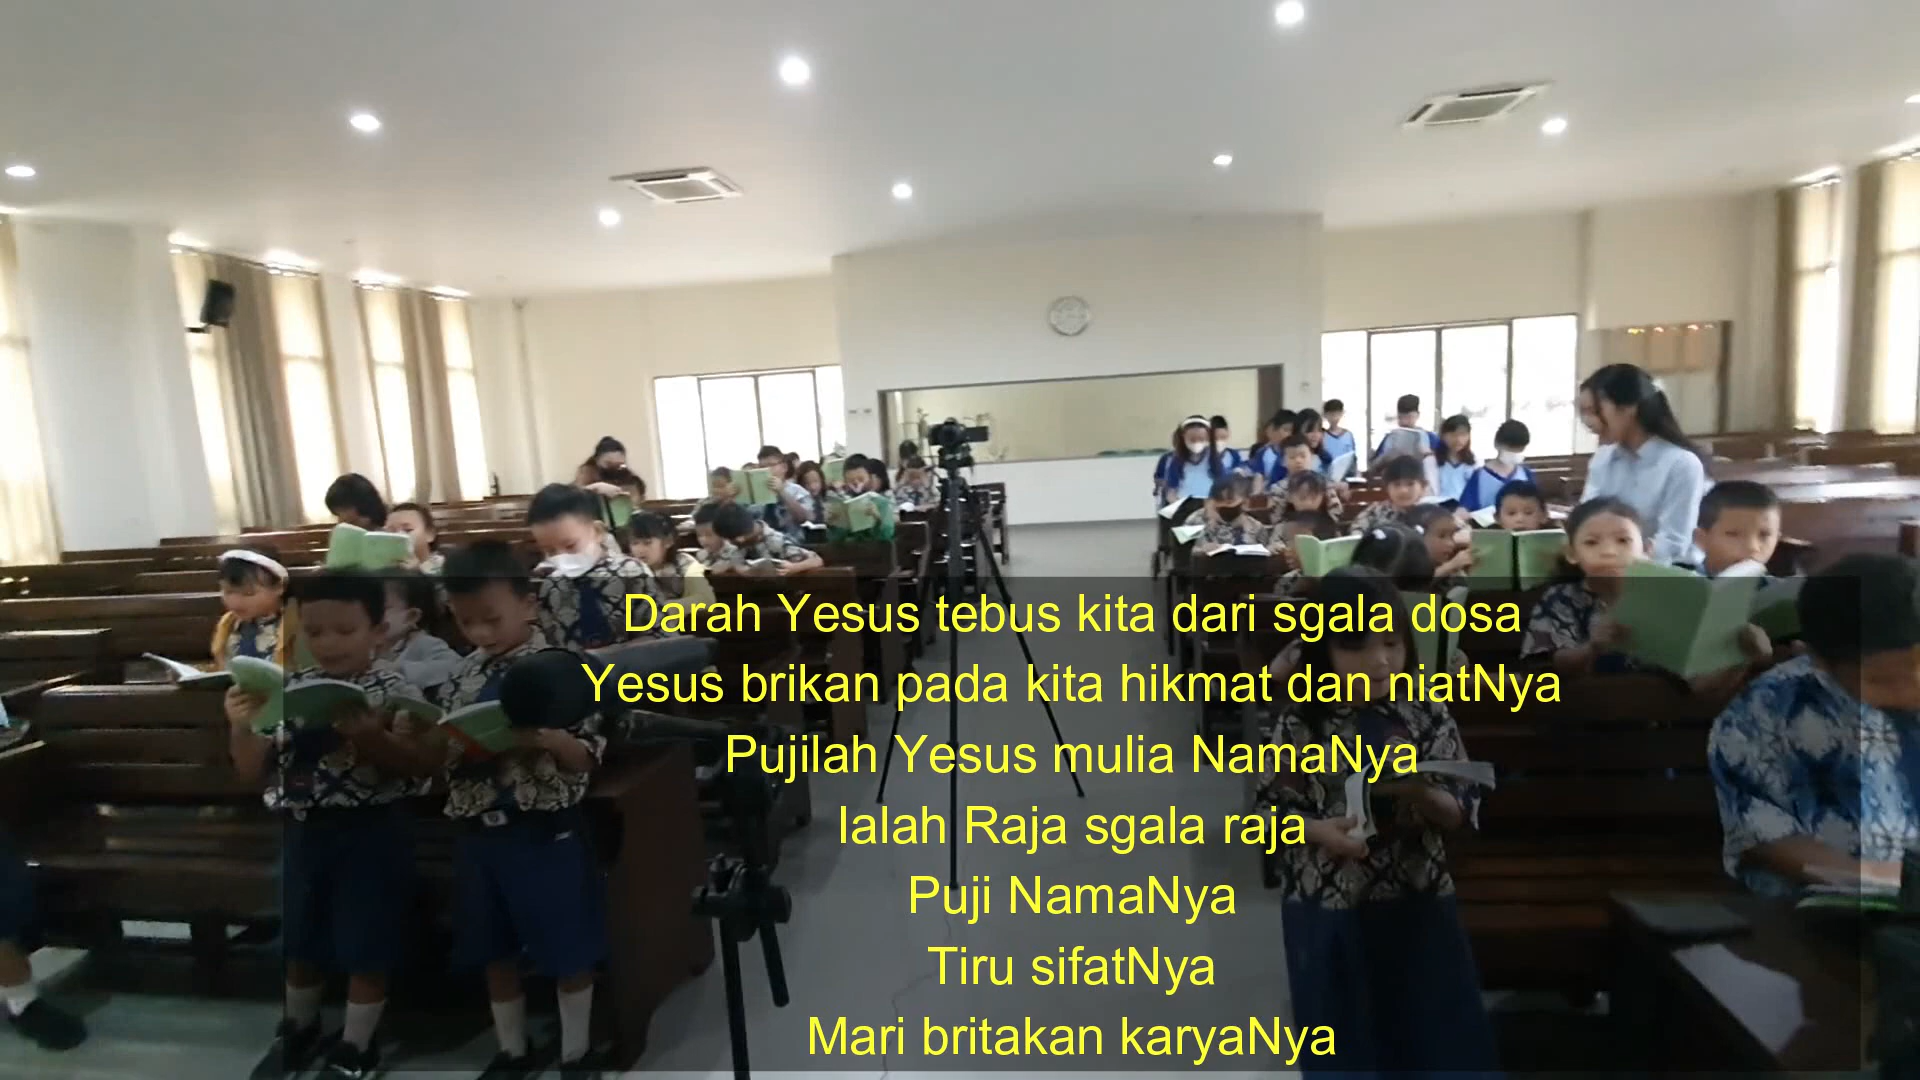 Darah Yesus tebus kita dari sgala dosa
Yesus brikan pada kita hikmat dan niatNya
Pujilah Yesus mulia NamaNya
Ialah Raja sgala raja
Puji NamaNya
Tiru sifatNya
Mari britakan karyaNya